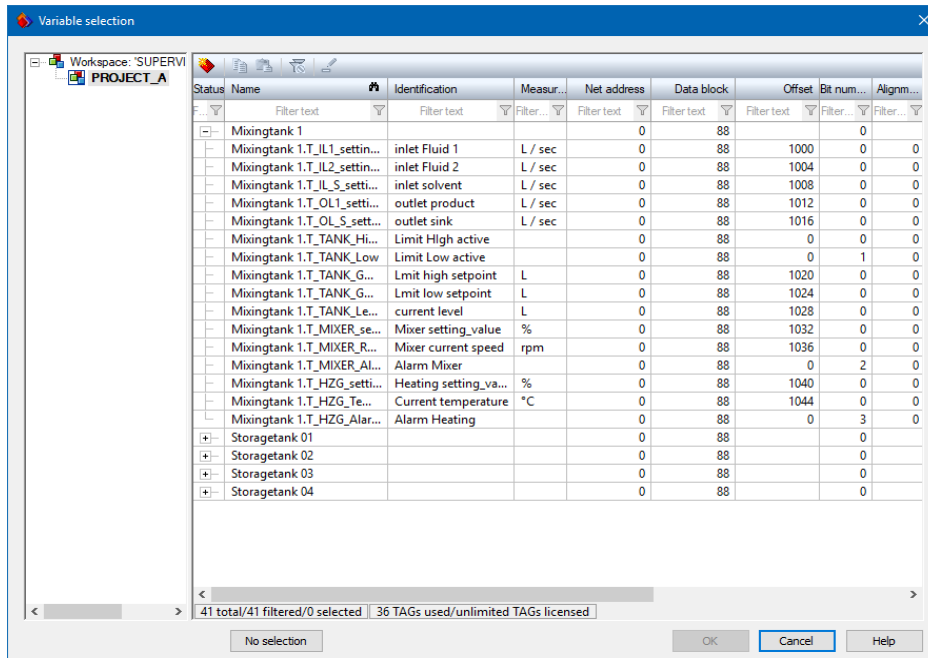 Variable selection
Workspace: 'SUPERVI
PROJECT_A
Status Name Identification Measur... Net address Data block Offset Bit num... Alignm...
F... Filter text Filter text Filter... Filter text Filter text Filter text Filter... Filter...
Mixingtank 1 0 88 0
Mixingtank 1.T_IL1_settin... inlet Fluid 1 L / sec 0 88 1000 0 0
Mixingtank 1.T_IL2_settin... inlet Fluid 2 L / sec 0 88 1004 0 0
Mixingtank 1.T_IL_S_setti... inlet solvent L / sec 0 88 1008 0 0
Mixingtank 1.T_OL1_setti... outlet product L / sec 0 88 1012 0 0
Mixingtank 1.T_OL_S_sett... outlet sink L / sec 0 88 1016 0 0
Mixingtank 1.T_TANK_Hi... Limit HIgh active 0 88 0 0 0
Mixingtank 1.T_TANK_Low Limit Low active 0 88 0 1 0
Mixingtank 1.T_TANK_G... Lmit high setpoint L 0 88 1020 0 0
Mixingtank 1.T_TANK_G... Lmit low setpoint L 0 88 1024 0 0
Mixingtank 1.T_TANK_Le... current level L 0 88 1028 0 0
Mixingtank 1.T_MIXER_se... Mixer setting_value % 0 88 1032 0 0
Mixingtank 1.T_MIXER_R... Mixer current speed rpm 0 88 1036 0 0
Mixingtank 1.T_MIXER_Al... Alarm Mixer 0 88 0 2 0
Mixingtank 1.T_HZG_setti... Heating setting_va... % 0 88 1040 0 0
Mixingtank 1.T_HZG_Te... Current temperature °C 0 88 1044 0 0
Mixingtank 1.T_HZG_Alar... Alarm Heating 0 88 0 3 0
Storagetank 01 0 88 0
Storagetank 02 0 88 0
Storagetank 03 0 88 0
Storagetank 04 0 88 0
41 total/41 filtered/0 selected 36 TAGs used/unlimited TAGs licensed
No selection OK Cancel Help